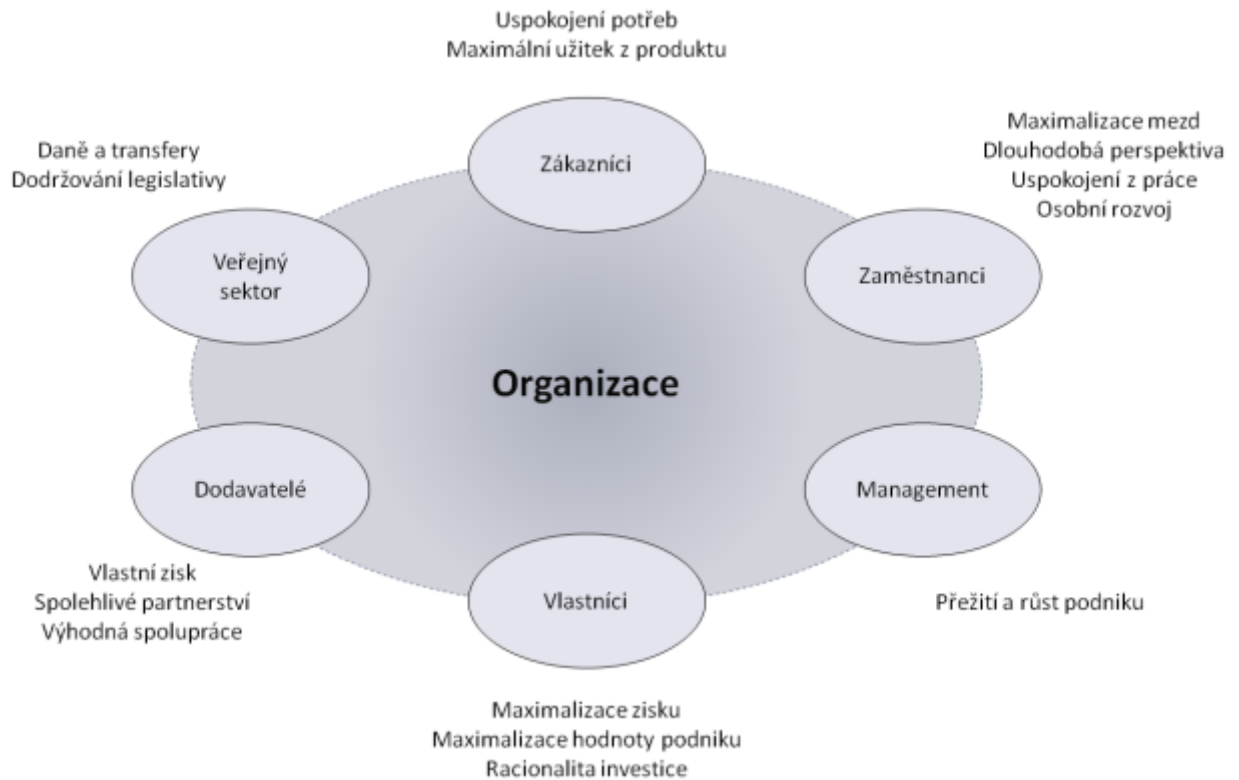 Uspokojení potřeb
Maximální užitek z produktu
Zákazníci
Maximalizace mezd
Dlouhodobá perspektiva
Uspokojení z práce
Osobní rozvoj
Daně a transfery
Dodržování legislativy
Veřejný
sektor
Zaměstnanci
Organizace
Dodavatelé
Management
Vlastní zisk
Spolehlivé partnerství
Výhodná spolupráce
Vlastníci
Přežití a růst podniku
Maximalizace zisku
Maximalizace hodnoty podniku
Racionalita investice